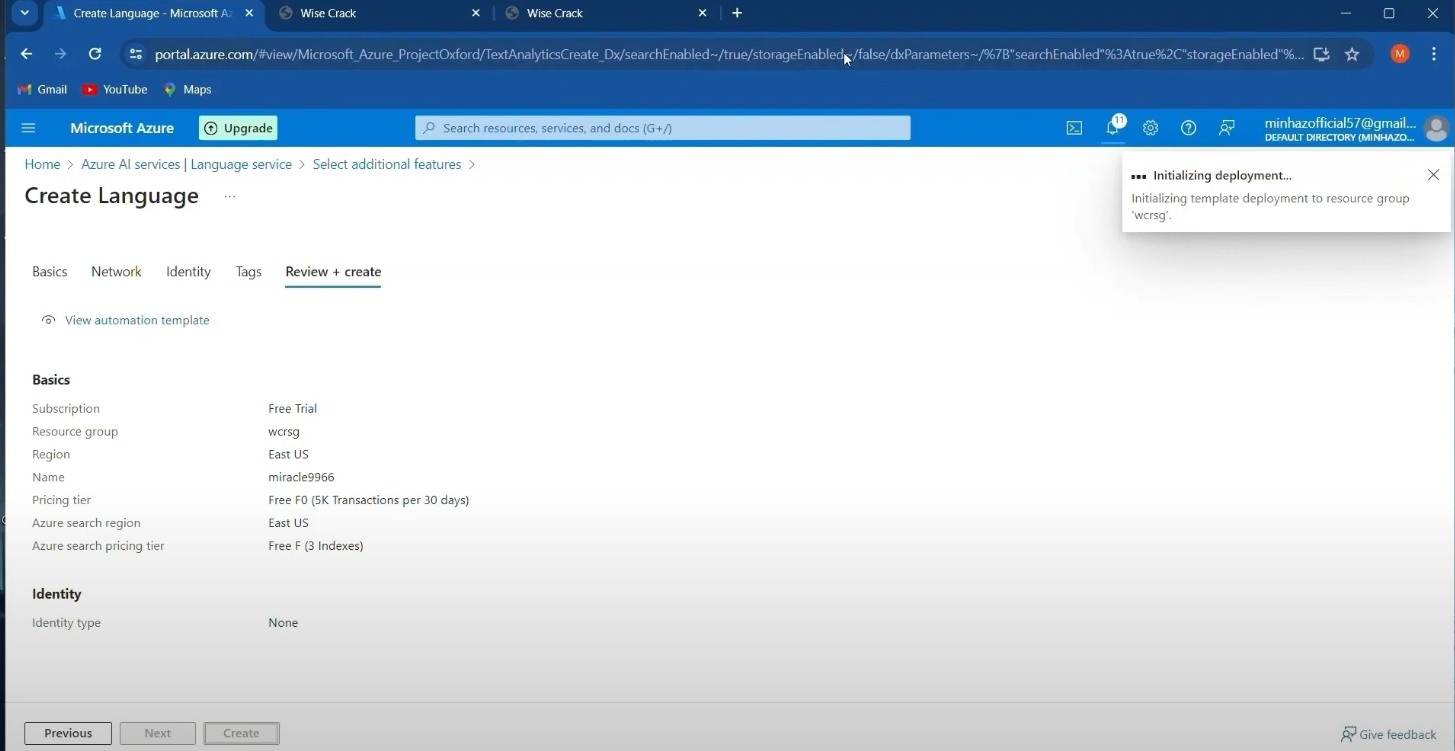 Create Language - Microsoft Az
Wise Crack
Wise Crack
portal.azure.com/#view/Microsoft_Azure_ProjectOxford/TextAnalyticsCreate_Dx/searchEnabled~/true/storageEnabled~/false/dxParameters~/%7B"searchEnabled"%3Atrue%2C"storageEnabled"%...
M
Gmail
YouTube
Maps
Microsoft Azure
Upgrade
Search resources, services, and docs (G+/)
11
minhazofficial57@gmail....
DEFAULT DIRECTORY (MINHAZO...
Home > Azure AI services | Language service > Select additional features >
Create Language ...
Initializing deployment...
Initializing template deployment to resource group
'wcrsg'.
Basics Network Identity Tags Review + create
View automation template
Basics
Subscription Free Trial
Resource group wcrsg
Region East US
Name miracle9966
Pricing tier Free F0 (5K Transactions per 30 days)
Azure search region East US
Azure search pricing tier Free F (3 Indexes)
Identity
Identity type None
Previous Next Create
Give feedback